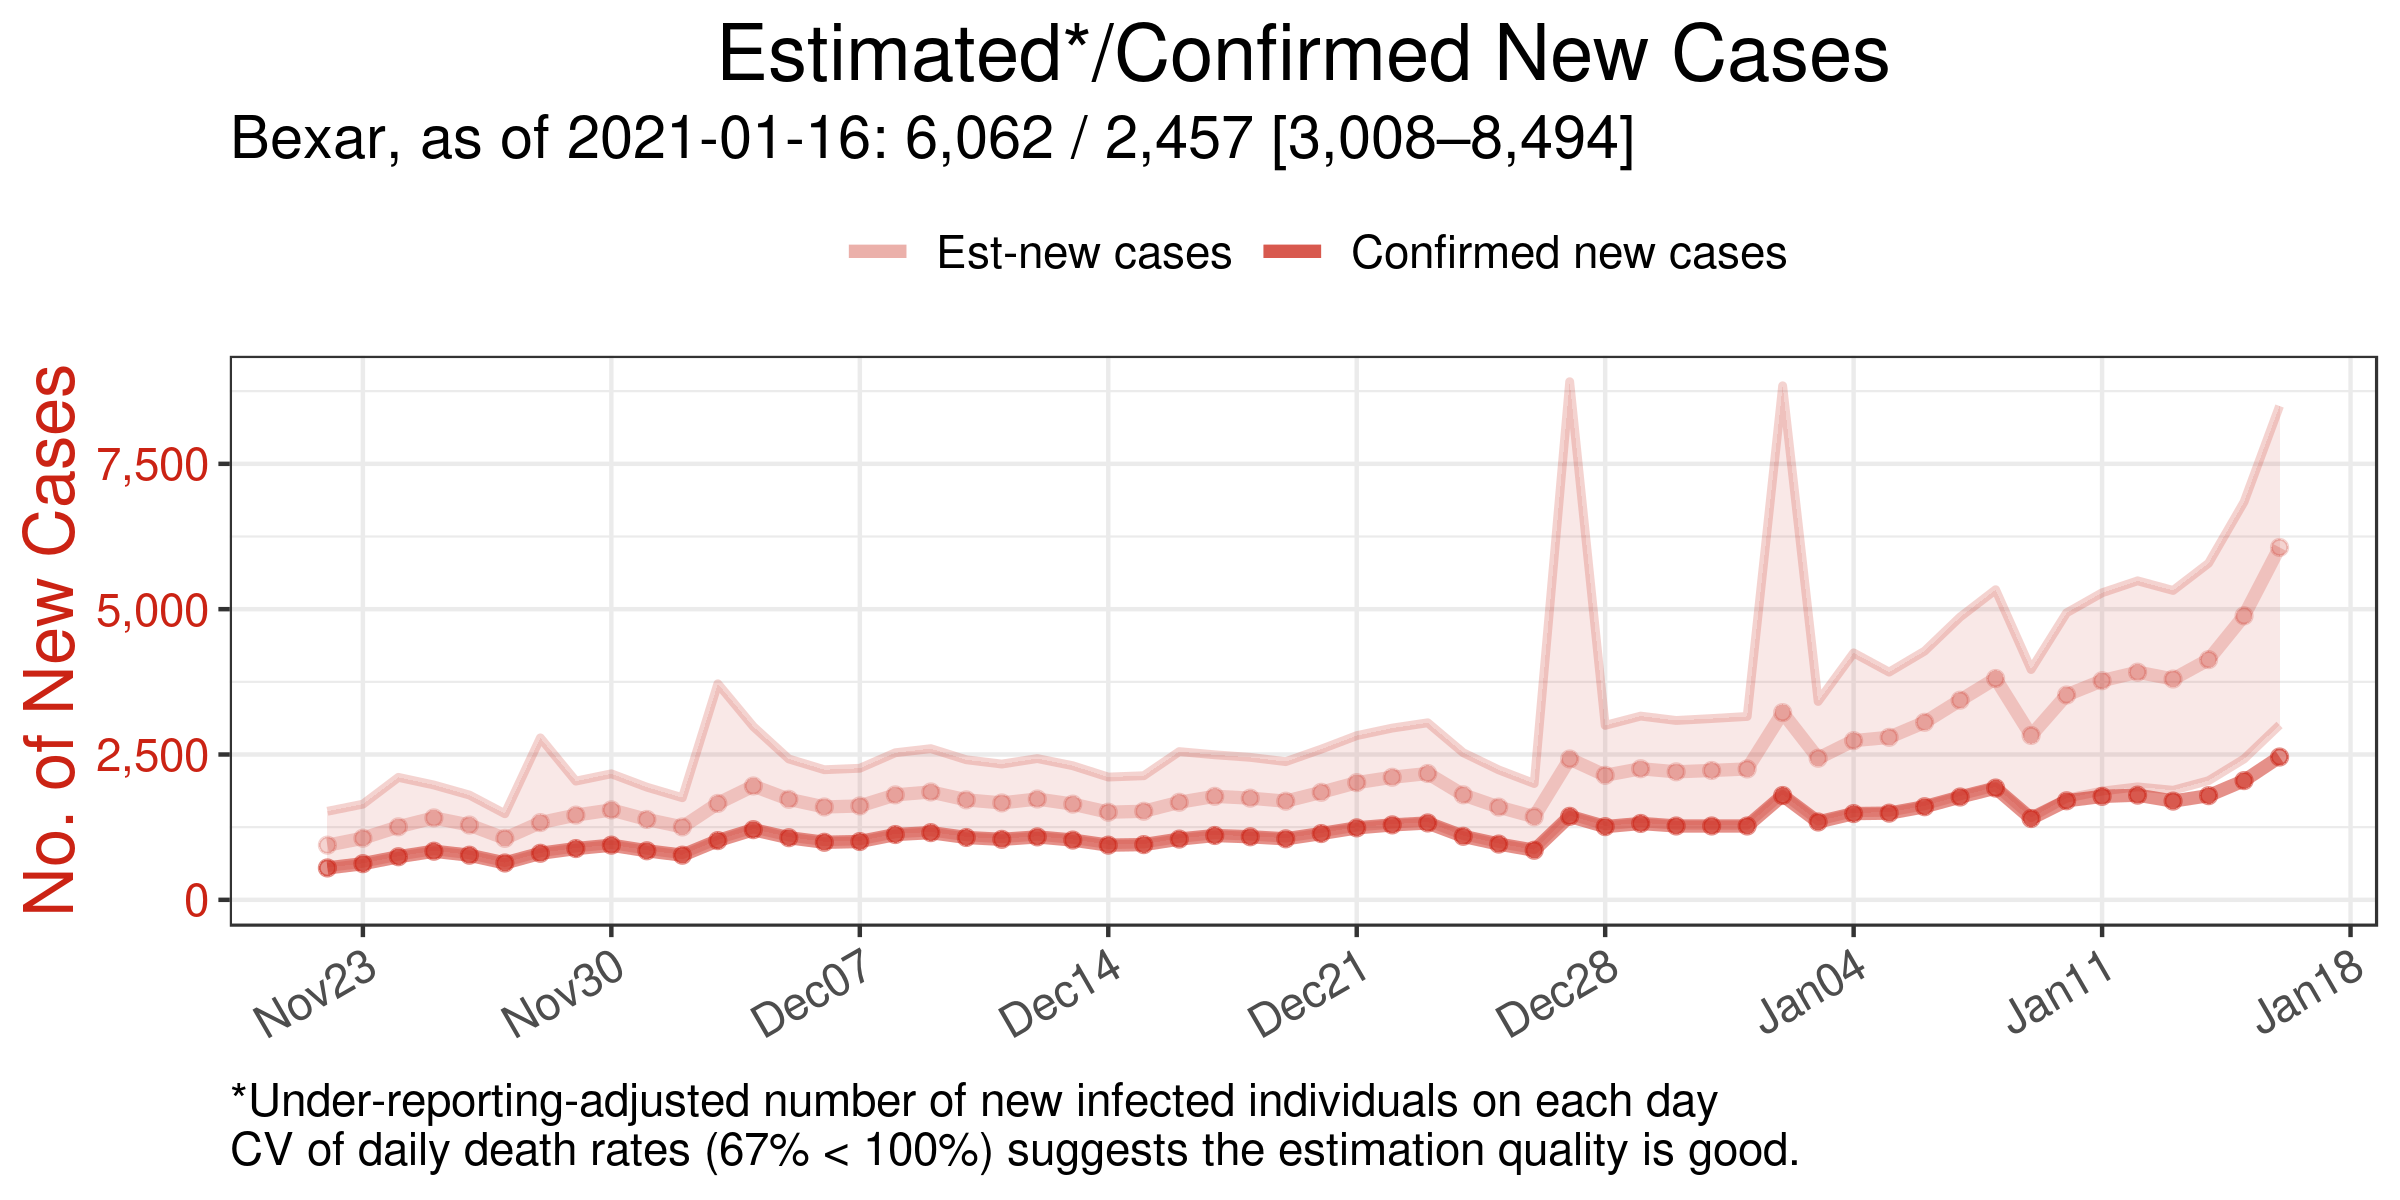 Estimated*/Confirmed New Cases
Bexar, as of 2021-01-16: 6,062 / 2,457 [3,008–8,494]
Est-new cases
Confirmed new cases
No. of New Cases
7,500
5,000
2,500
0
Nov23
Nov30
Dec07
Dec14
Dec21
Dec28
Jan04
Jan11
Jan18
*Under-reporting-adjusted number of new infected individuals on each day
CV of daily death rates (67% < 100%) suggests the estimation quality is good.